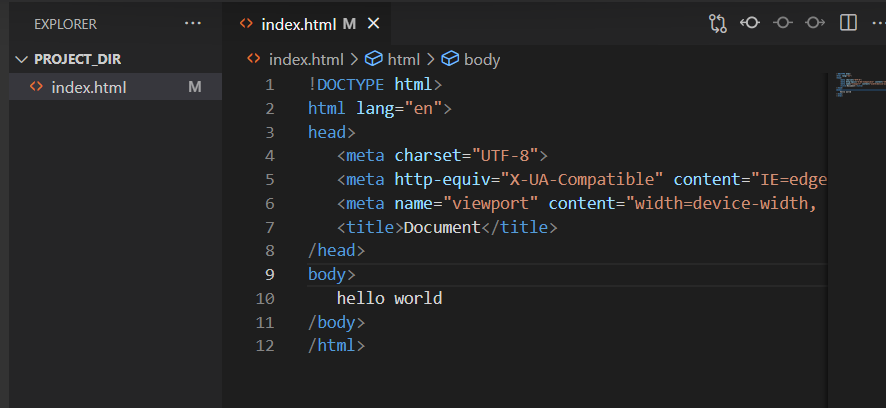 EXPLORER ···
PROJECT_DIR
index.html M
index.html M
index.html > html > body
1 !DOCTYPE html>
2 html lang="en">
3 head>
4 <meta charset="UTF-8">
5 <meta http-equiv="X-UA-Compatible" content="IE=edge
6 <meta name="viewport" content="width=device-width,
7 <title>Document</title>
8 /head>
9 body>
10 hello world
11 /body>
12 /html>